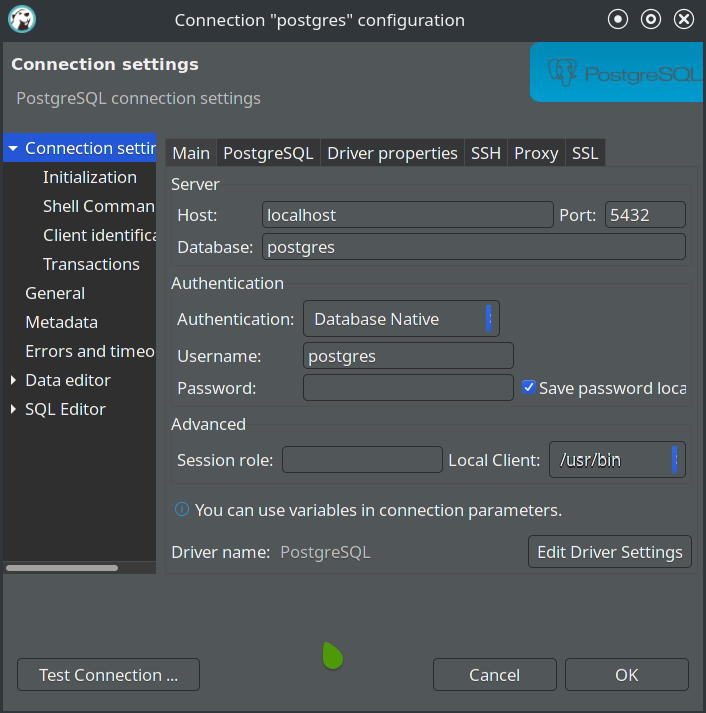 Connection "postgres" configuration
Connection settings
PostgreSQL connection settings
PostgreSQL
Connection settin
Initialization
Shell Comman
Client identifica
Transactions
General
Metadata
Errors and timeo
Data editor
SQL Editor
Main PostgreSQL Driver properties SSH Proxy SSL
Server
Host: localhost Port: 5432
Database: postgres
Authentication
Authentication: Database Native
Username: postgres
Password: Save password loca
Advanced
Session role: Local Client: /usr/bin
You can use variables in connection parameters.
Driver name: PostgreSQL Edit Driver Settings
Test Connection ... Cancel OK